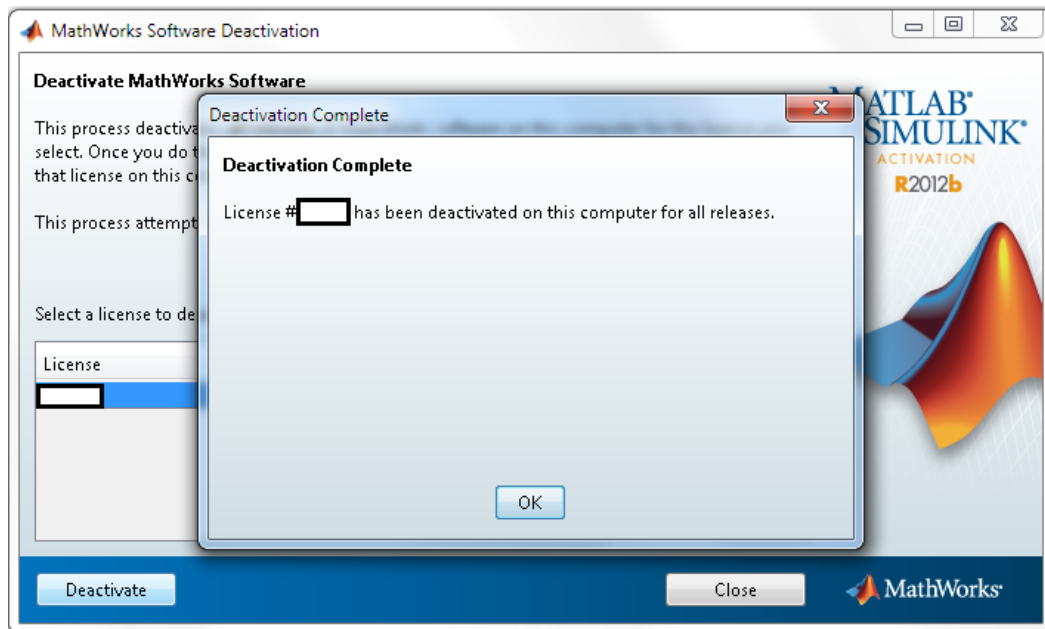 MathWorks Software Deactivation
Deactivate MathWorks Software
This process deactiva
select. Once you do t
that license on this c
This process attempt
Select a license to de
License
Deactivation Complete
Deactivation Complete
License # has been deactivated on this computer for all releases.
OK
MATLAB®
SIMULINK®
ACTIVATION
R2012b
Deactivate
Close
MathWorks®